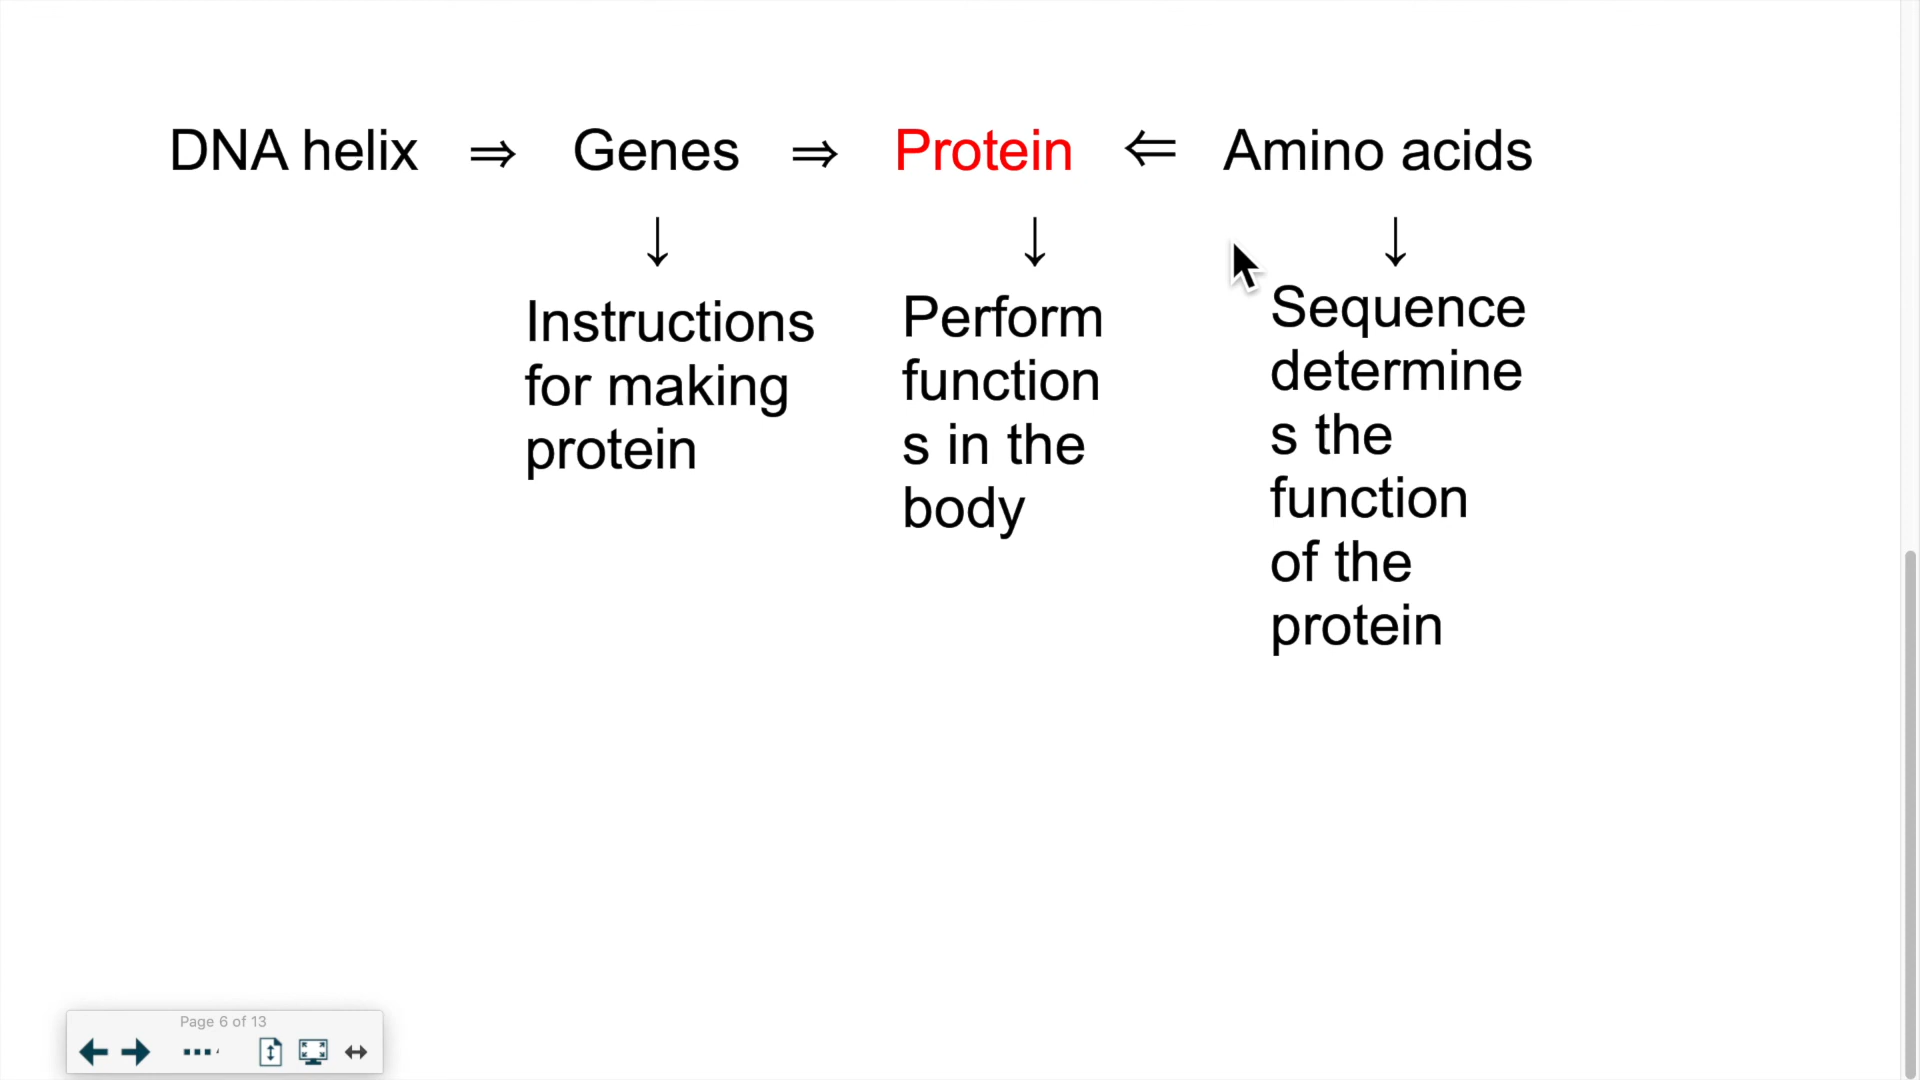 DNA helix ⇒ Genes ⇒ Protein ⇐ Amino acids
↓ ↓ ↓
Instructions
for making
protein
Perform
function
s in the
body
Sequence
determine
s the
function
of the
protein
Page 6 of 13